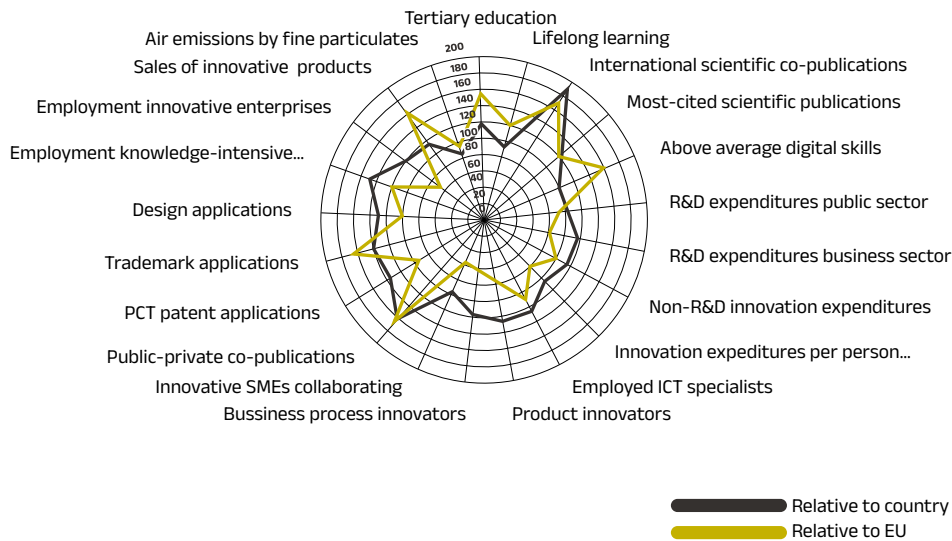 Tertiary education
Air emissions by fine particulates
Lifelong learning
Sales of innovative products
International scientific co-publications
Employment innovative enterprises
Most-cited scientific publications
Employment knowledge-intensive...
Above average digital skills
Design applications
R&D expenditures public sector
Trademark applications
R&D expenditures business sector
PCT patent applications
Non-R&D innovation expenditures
Public-private co-publications
Innovation expeditures per person...
Innovative SMEs collaborating
Employed ICT specialists
Bussiness process innovators
Product innovators
200
180
160
140
120
100
80
60
40
20
0
Relative to country
Relative to EU